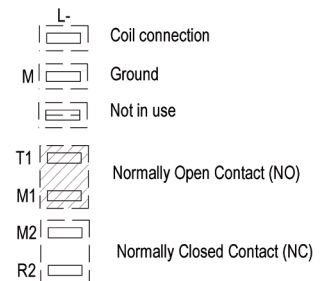 L-
Coil connection
M Ground
Not in use
T1
Normally Open Contact (NO)
M1
M2
Normally Closed Contact (NC)
R2